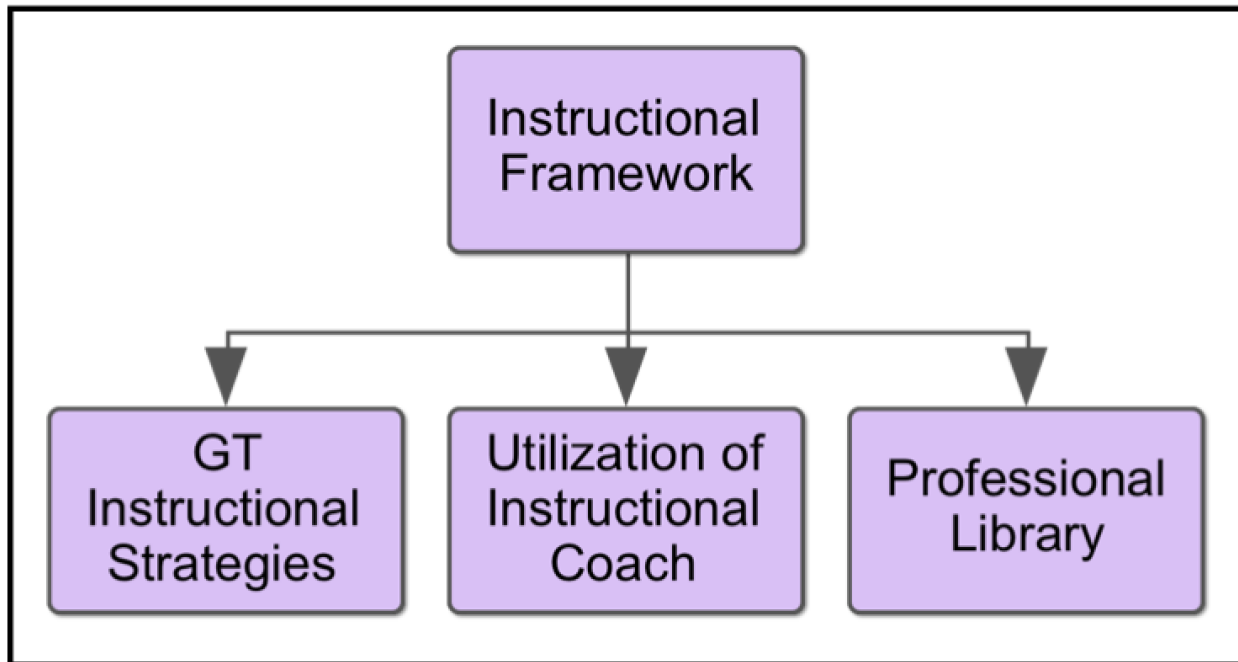 Instructional
Framework
GT
Instructional
Strategies
Utilization of
Instructional
Coach
Professional
Library